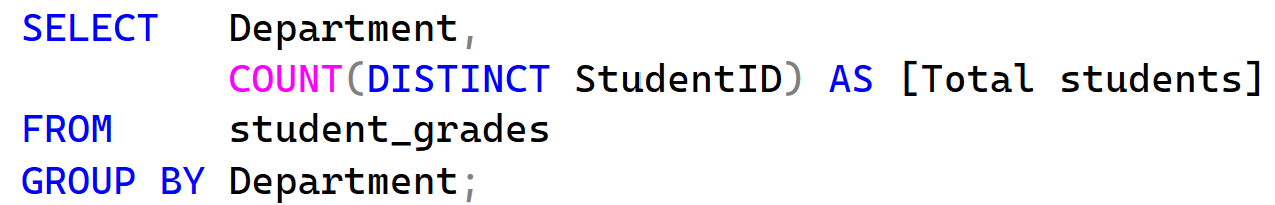 SELECT   Department,
         COUNT(DISTINCT StudentID) AS [Total students]
FROM     student_grades
GROUP BY Department;